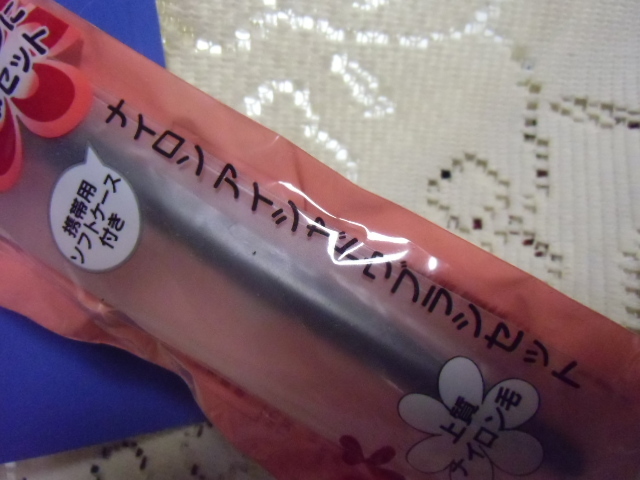 に
セット
ナイロンアイシャドウブラシセット
携帯用
ソフトケース
付き
上質
ナイロン毛